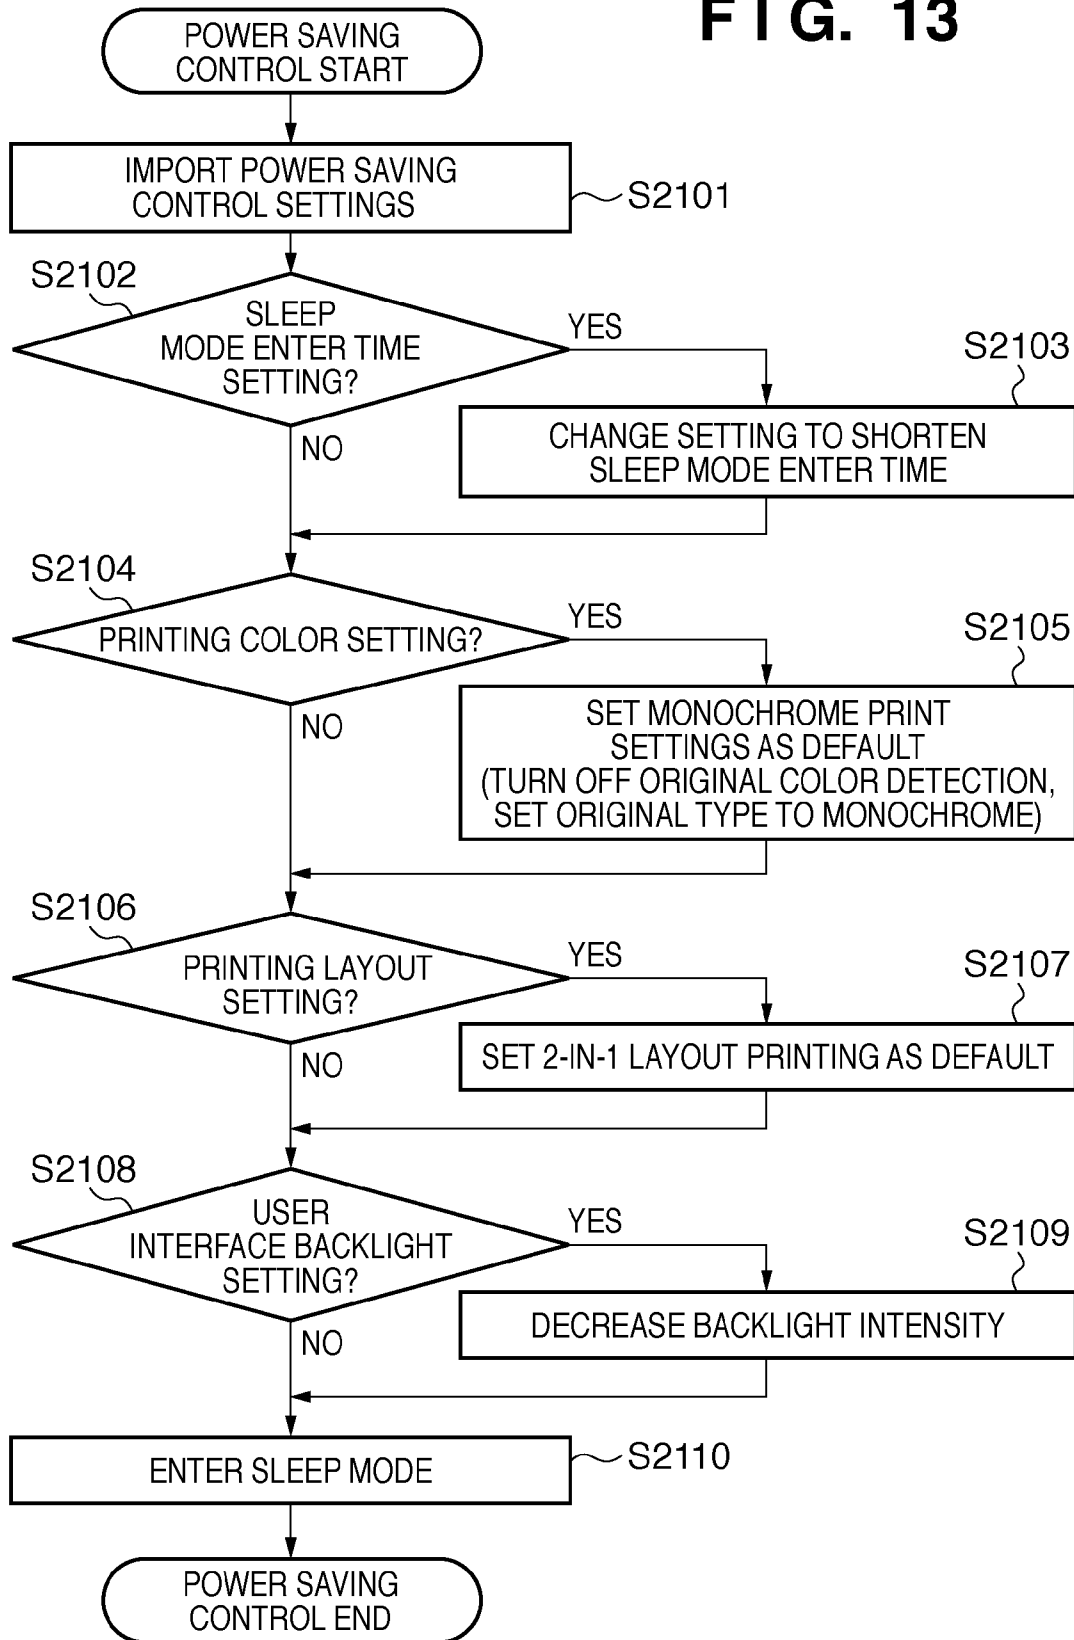 FIG. 13
POWER SAVING
CONTROL START
IMPORT POWER SAVING
CONTROL SETTINGS
S2101
S2102
SLEEP
MODE ENTER TIME
SETTING?
YES
NO
S2103
CHANGE SETTING TO SHORTEN
SLEEP MODE ENTER TIME
S2104
PRINTING COLOR SETTING?
YES
NO
S2105
SET MONOCHROME PRINT
SETTINGS AS DEFAULT
(TURN OFF ORIGINAL COLOR DETECTION,
SET ORIGINAL TYPE TO MONOCHROME)
S2106
PRINTING LAYOUT
SETTING?
YES
NO
S2107
SET 2-IN-1 LAYOUT PRINTING AS DEFAULT
S2108
USER
INTERFACE BACKLIGHT
SETTING?
YES
NO
S2109
DECREASE BACKLIGHT INTENSITY
ENTER SLEEP MODE
S2110
POWER SAVING
CONTROL END